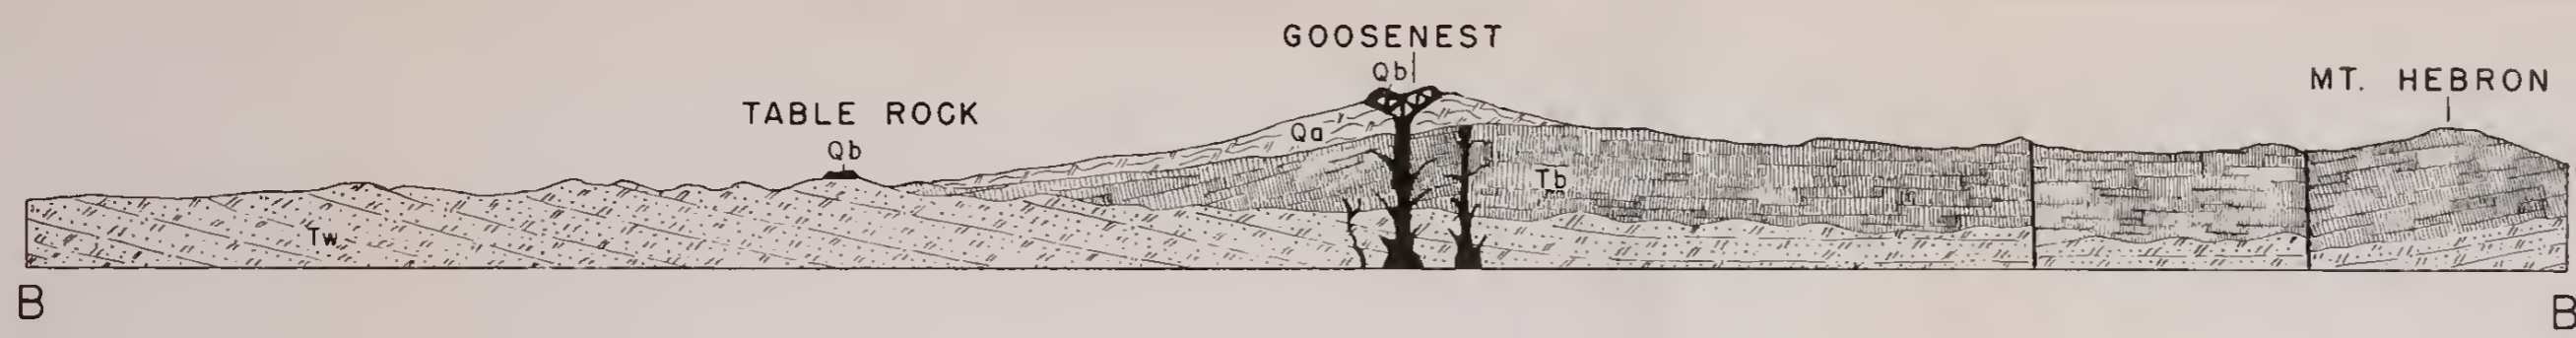 GOOSENEST
Qb
MT. HEBRON
TABLE ROCK
Qb
Qa
Tb
Tw
B
B